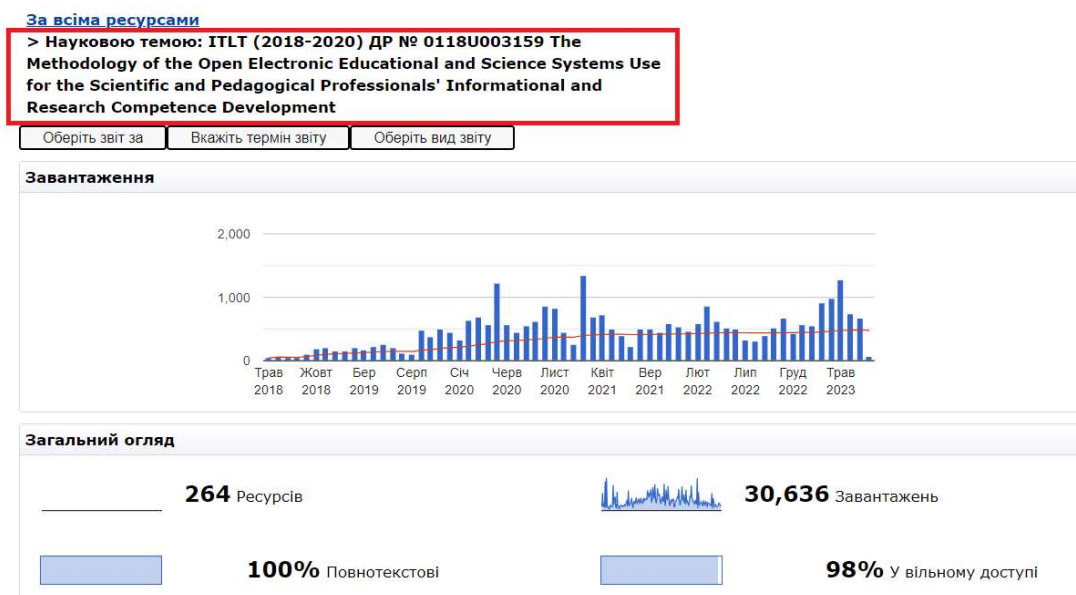 За всіма ресурсами
> Науковою темою: ITLT (2018-2020) ДР № 0118U003159 The
Methodology of the Open Electronic Educational and Science Systems Use
for the Scientific and Pedagogical Professionals' Informational and
Research Competence Development
Оберіть звіт за Вкажіть термін звіту Оберіть вид звіту
Завантаження
2,000
1,000
0
Трав Жовт Бер Серп Січ Черв Лист Квіт Вер Лют Лип Груд Трав
2018 2018 2019 2019 2020 2020 2020 2021 2021 2022 2022 2022 2023
Загальний огляд
264 Ресурсів 30,636 Завантажень
100% Повнотекстові 98% У вільному доступі